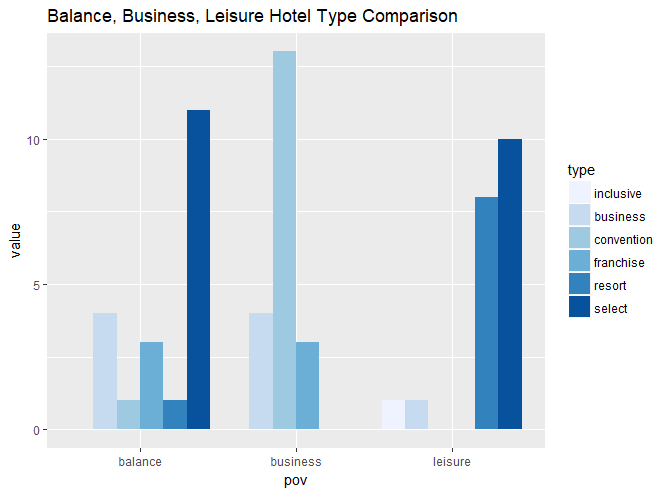 Balance, Business, Leisure Hotel Type Comparison
value
10
5
0
balance business leisure
pov
type
inclusive
business
convention
franchise
resort
select